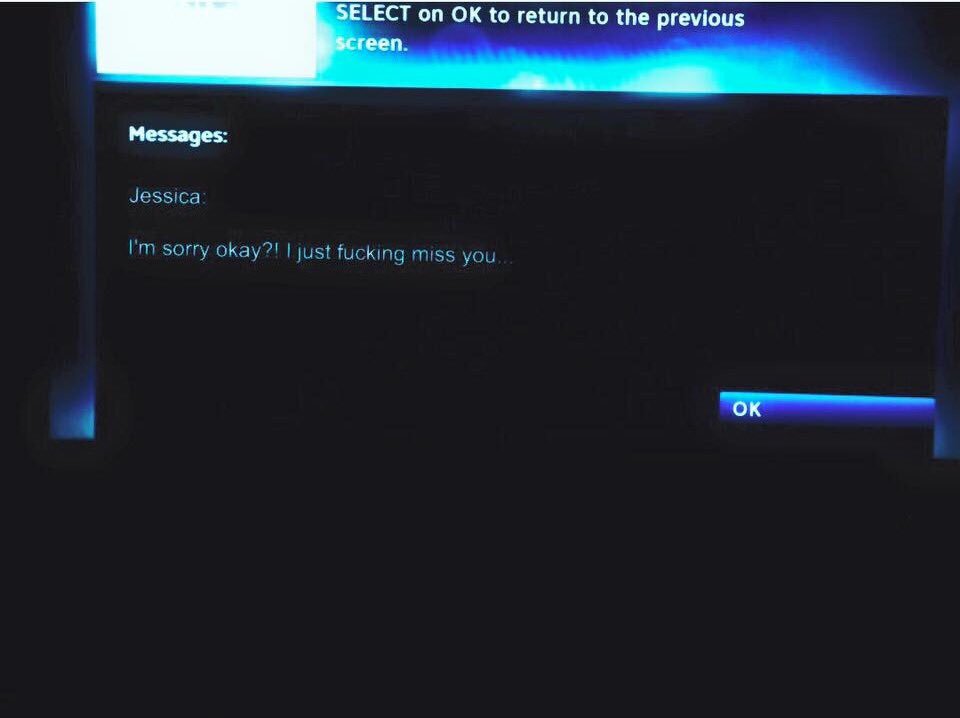 SELECT on OK to return to the previous
screen.
Messages:
Jessica:
I'm sorry okay?! I just fucking miss you...
OK